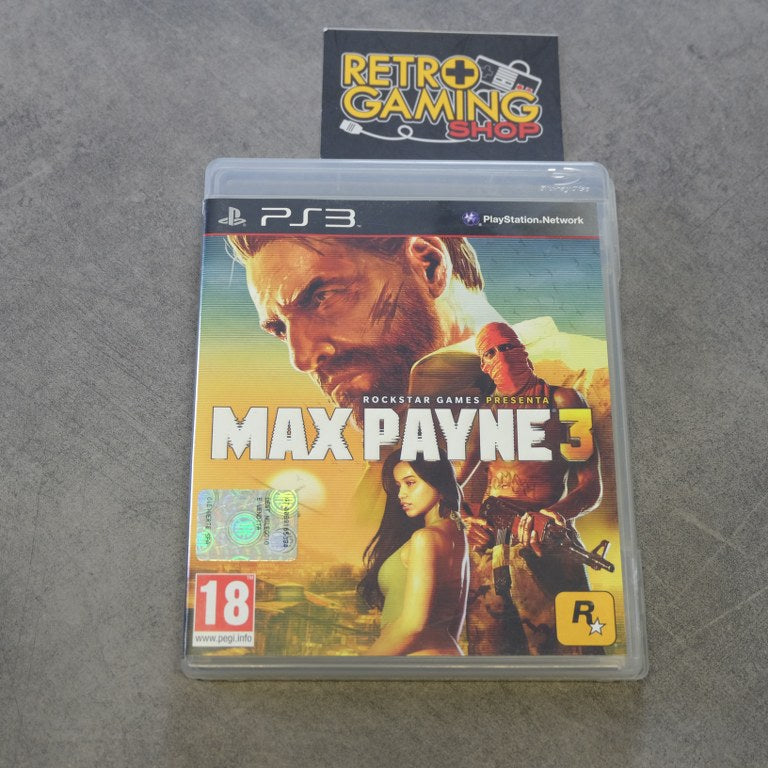 RETRO
GAMING
SHOP
PS3
PlayStation®Network
ROCKSTAR GAMES PRESENTA
MAX PAYNE 3
18
www.pegi.info
R